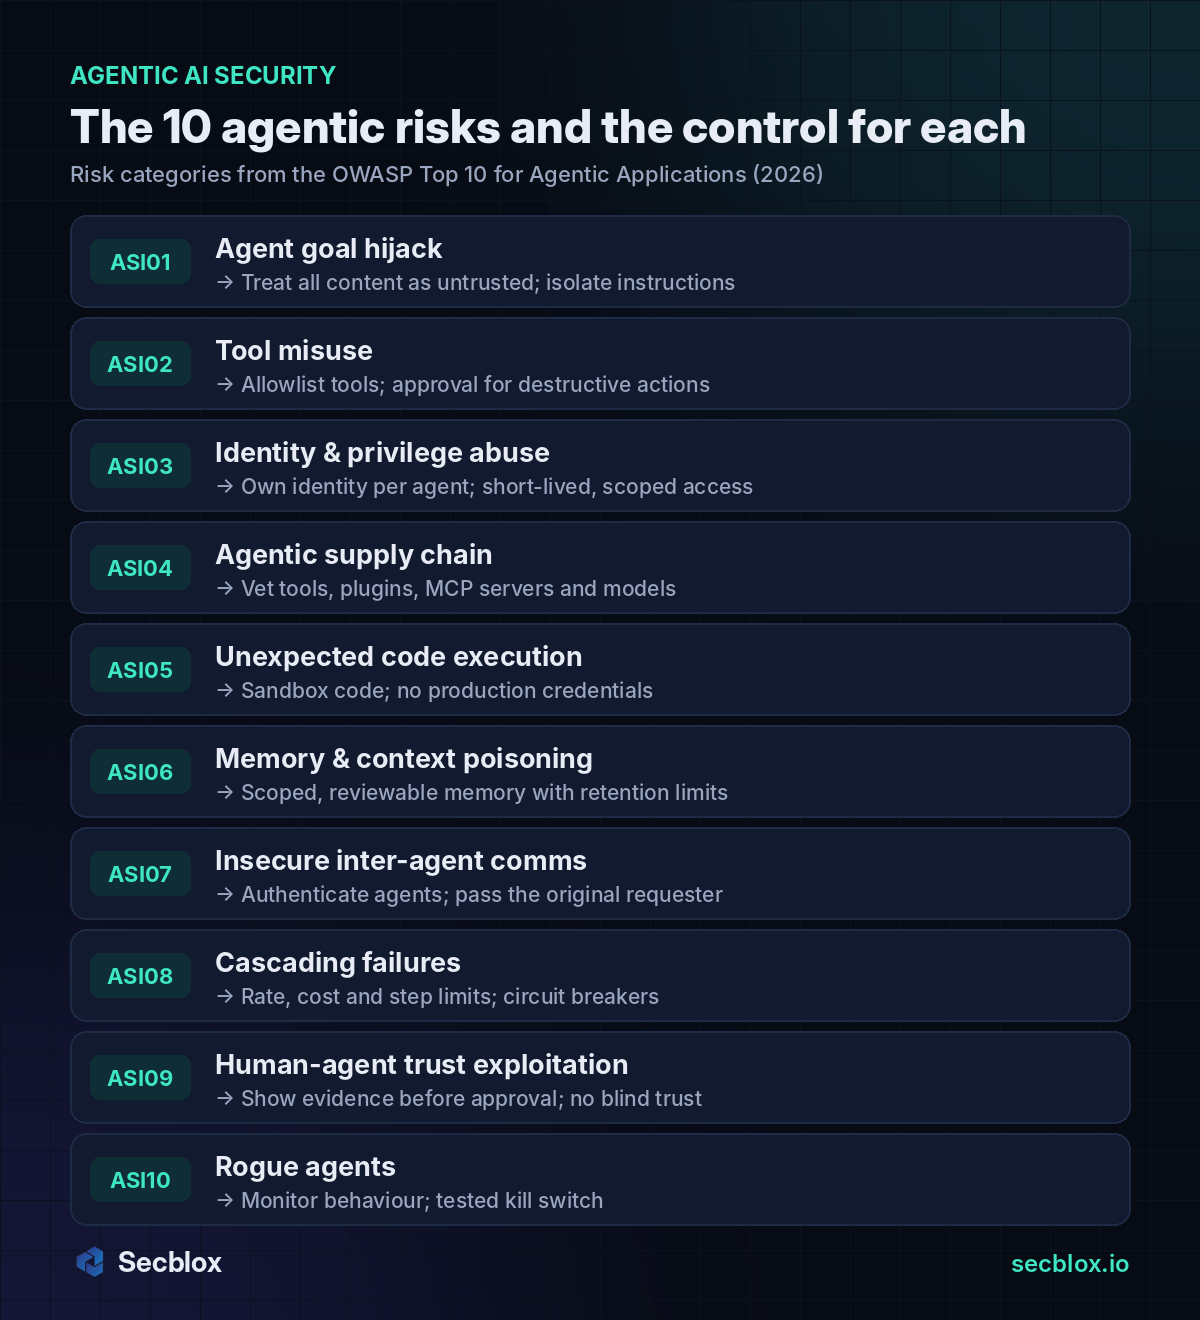 AGENTIC AI SECURITY
The 10 agentic risks and the control for each
Risk categories from the OWASP Top 10 for Agentic Applications (2026)
ASI01
Agent goal hijack
→ Treat all content as untrusted; isolate instructions
ASI02
Tool misuse
→ Allowlist tools; approval for destructive actions
ASI03
Identity & privilege abuse
→ Own identity per agent; short-lived, scoped access
ASI04
Agentic supply chain
→ Vet tools, plugins, MCP servers and models
ASI05
Unexpected code execution
→ Sandbox code; no production credentials
ASI06
Memory & context poisoning
→ Scoped, reviewable memory with retention limits
ASI07
Insecure inter-agent comms
→ Authenticate agents; pass the original requester
ASI08
Cascading failures
→ Rate, cost and step limits; circuit breakers
ASI09
Human-agent trust exploitation
→ Show evidence before approval; no blind trust
ASI10
Rogue agents
→ Monitor behaviour; tested kill switch
Secblox
secblox.io